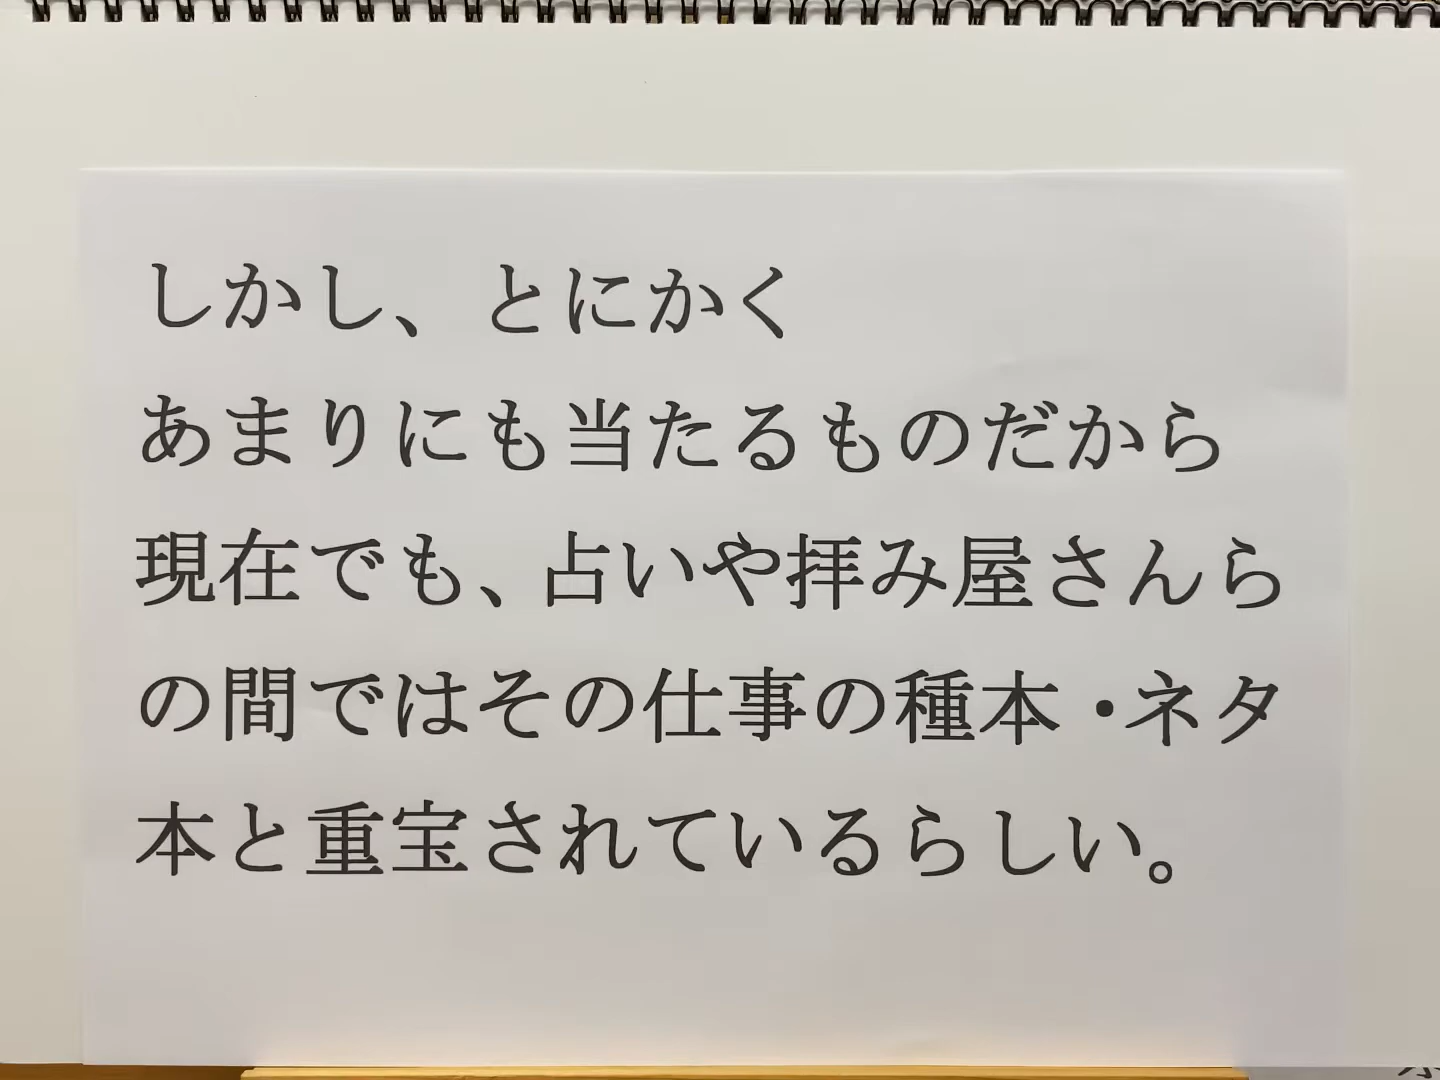 しかし、とにかく
あまりにも当たるものだから
現在でも、占いや拝み屋さんら
の間ではその仕事の種本・ネタ
本と重宝されているらしい。